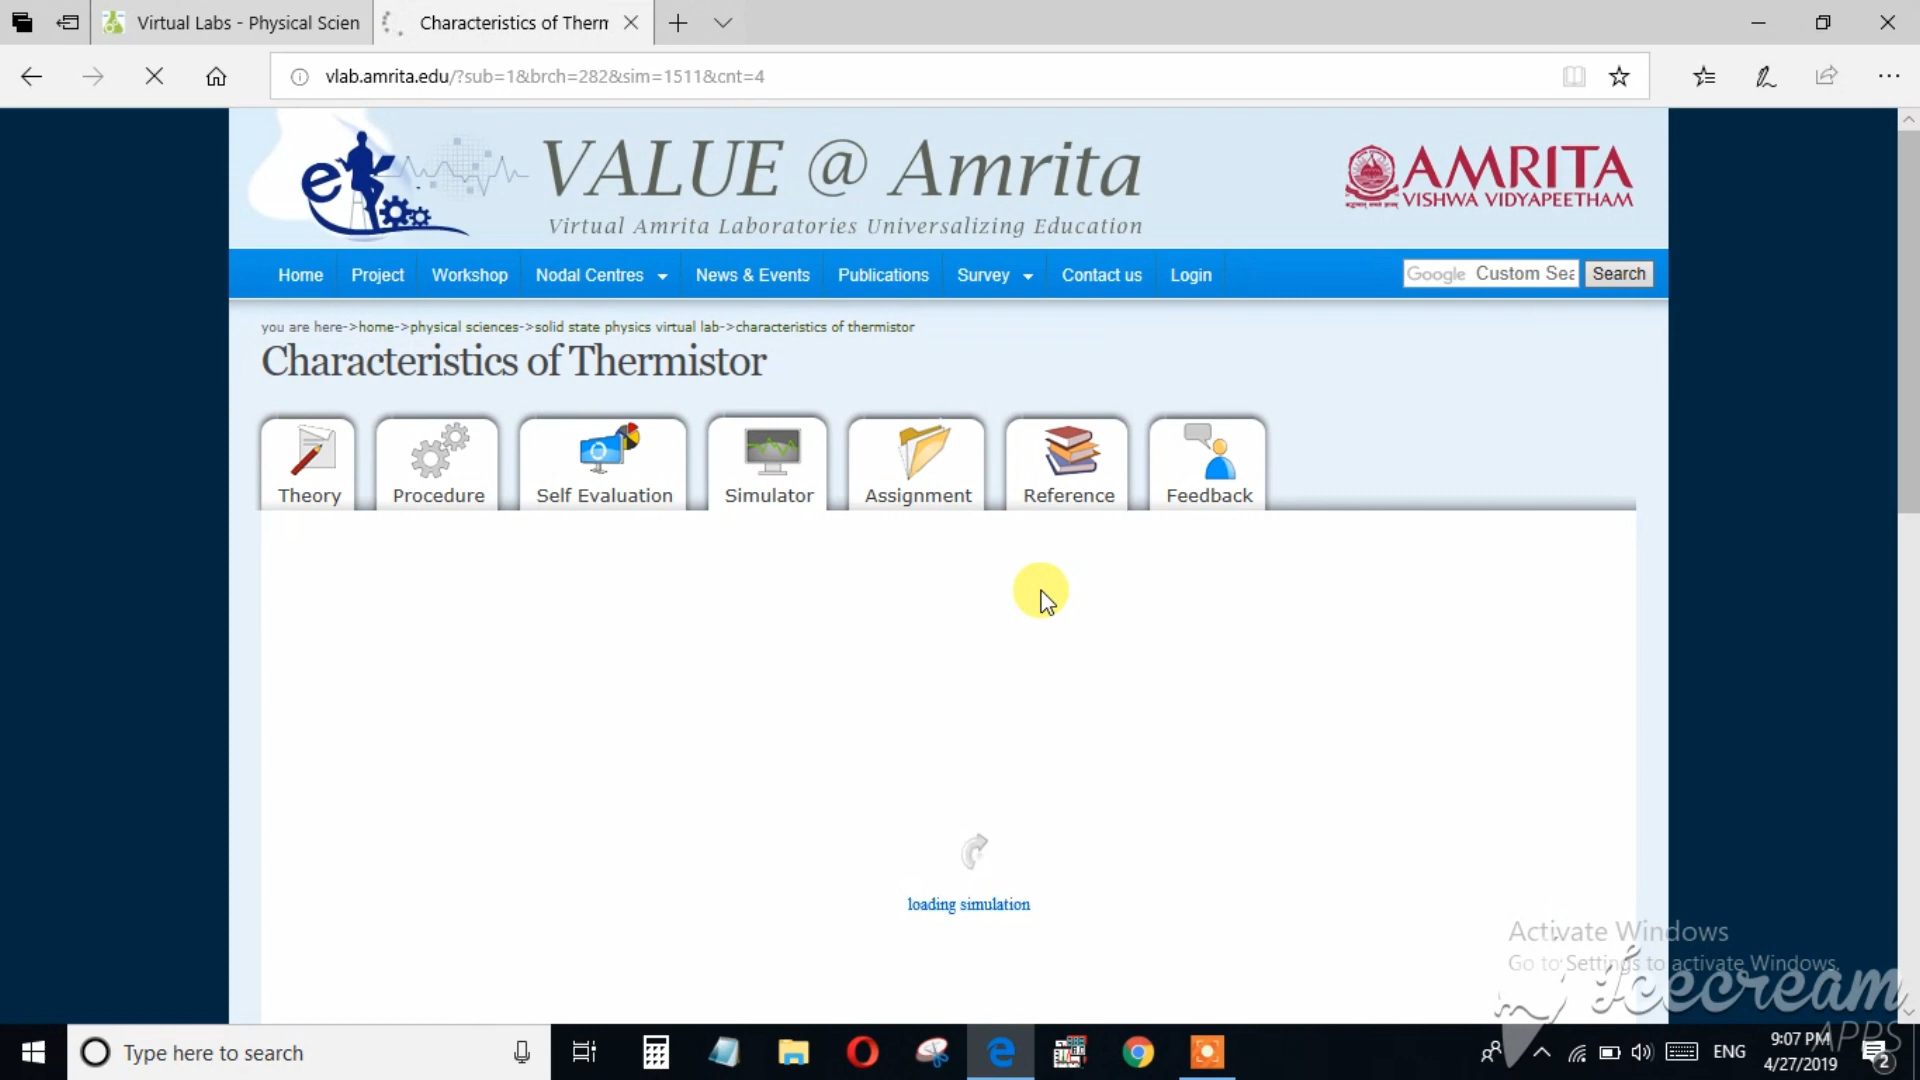 Virtual Labs - Physical Scien
Characteristics of Therm
vlab.amrita.edu/?sub=1&brch=282&sim=1511&cnt=4
e
VALUE @ Amrita
Virtual Amrita Laboratories Universalizing Education
AMRITA
VISHWA VIDYAPEETHAM
Home Project Workshop Nodal Centres News & Events Publications Survey Contact us Login
Google Custom Sea Search
you are here->home->physical sciences->solid state physics virtual lab->characteristics of thermistor
Characteristics of Thermistor
Theory Procedure Self Evaluation Simulator Assignment Reference Feedback
loading simulation
Activate Windows
Go to Settings to activate Windows.
Icecream
APPS
Type here to search
ENG
9:07 PM
4/27/2019
2